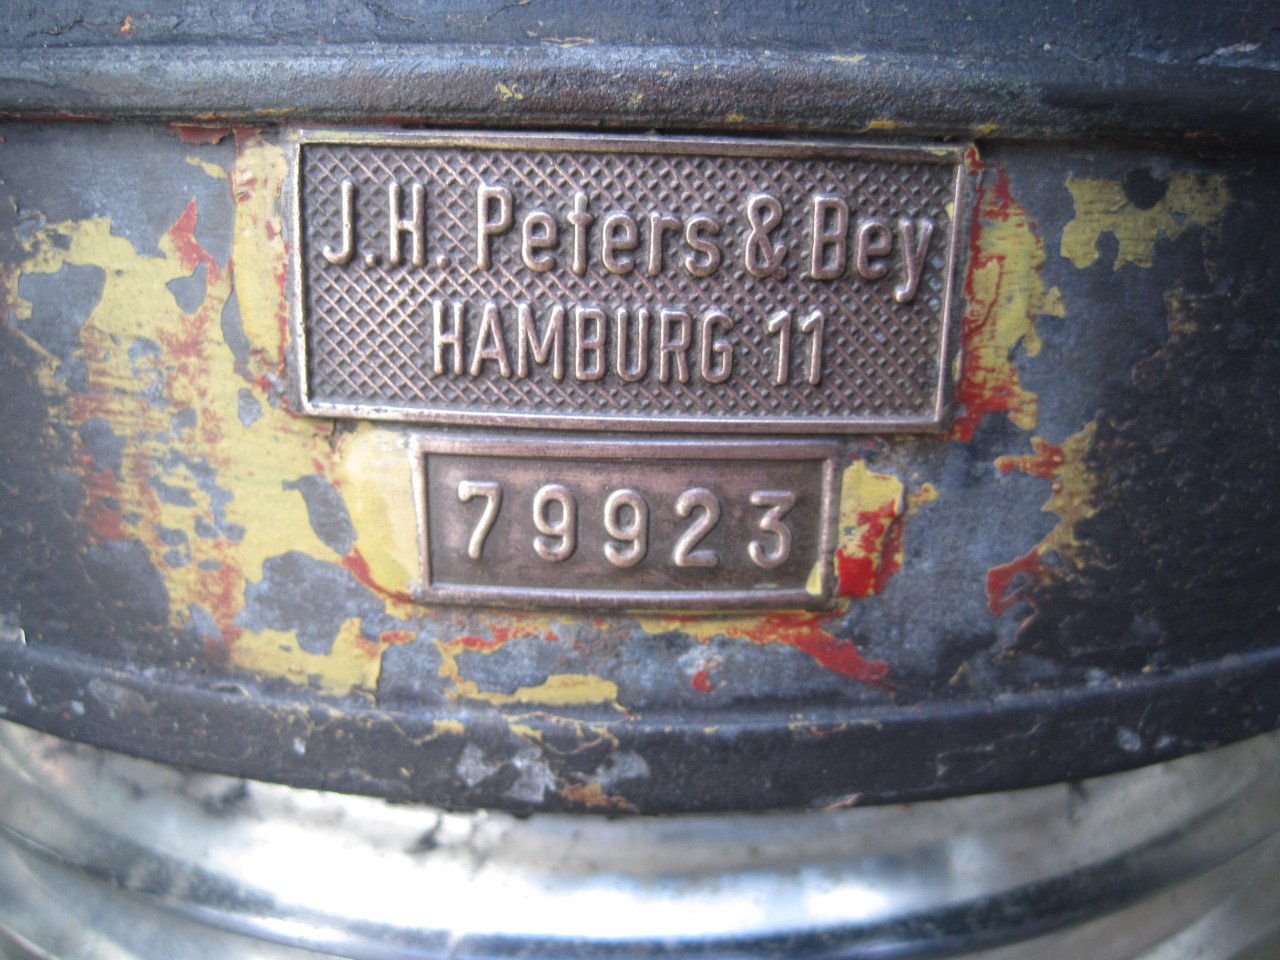 J.H. Peters & Bey
HAMBURG 11
79923